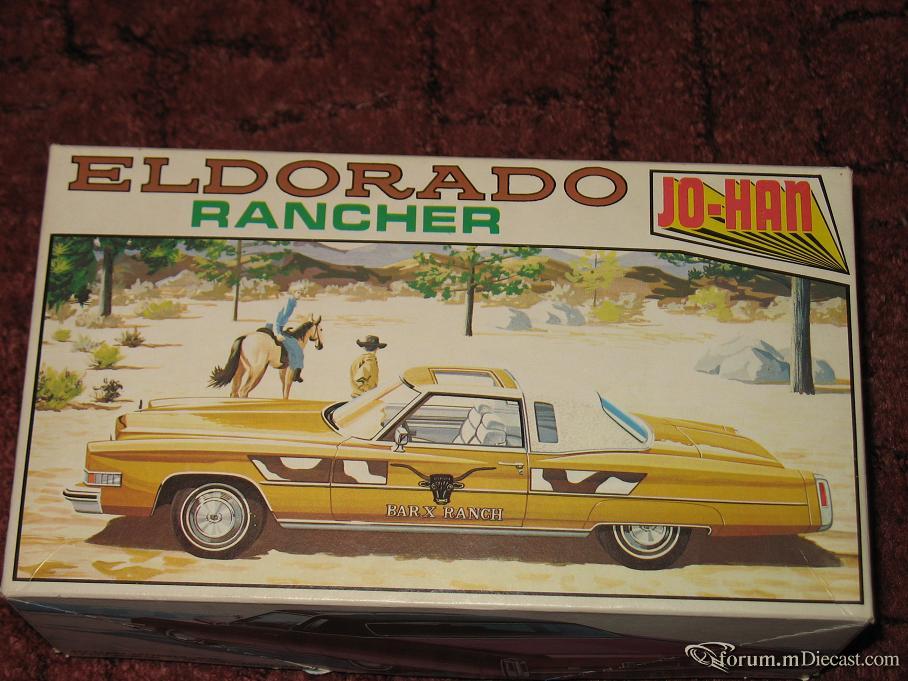 ELDORADO
RANCHER
JO-HAN
BAR X RANCH
forum.mDiecast.com